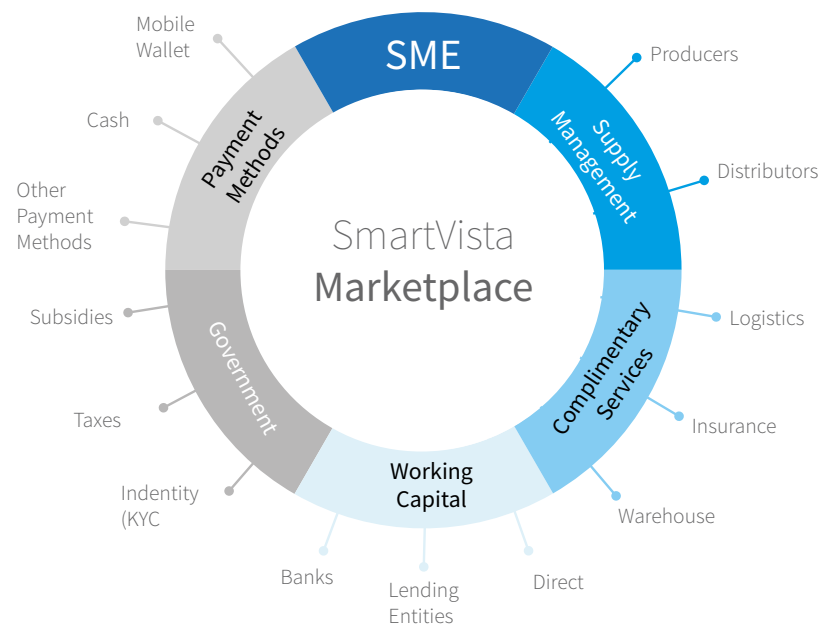 SmartVista
Marketplace
SME
Supply
Management
Producers
Distributors
Complimentary
Services
Logistics
Insurance
Warehouse
Working
Capital
Direct
Lending
Entities
Banks
Government
Indentity
(KYC
Taxes
Subsidies
Payment
Methods
Other
Payment
Methods
Cash
Mobile
Wallet